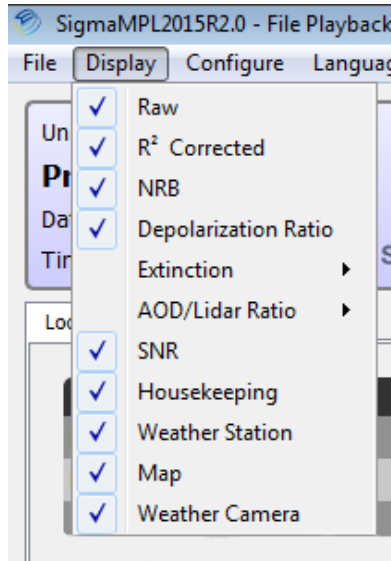 SigmaMPL2015R2.0 - File Playback
File Display Configure
Raw
R² Corrected
NRB
Depolarization Ratio
Extinction
AOD/Lidar Ratio
SNR
Housekeeping
Weather Station
Map
Weather Camera